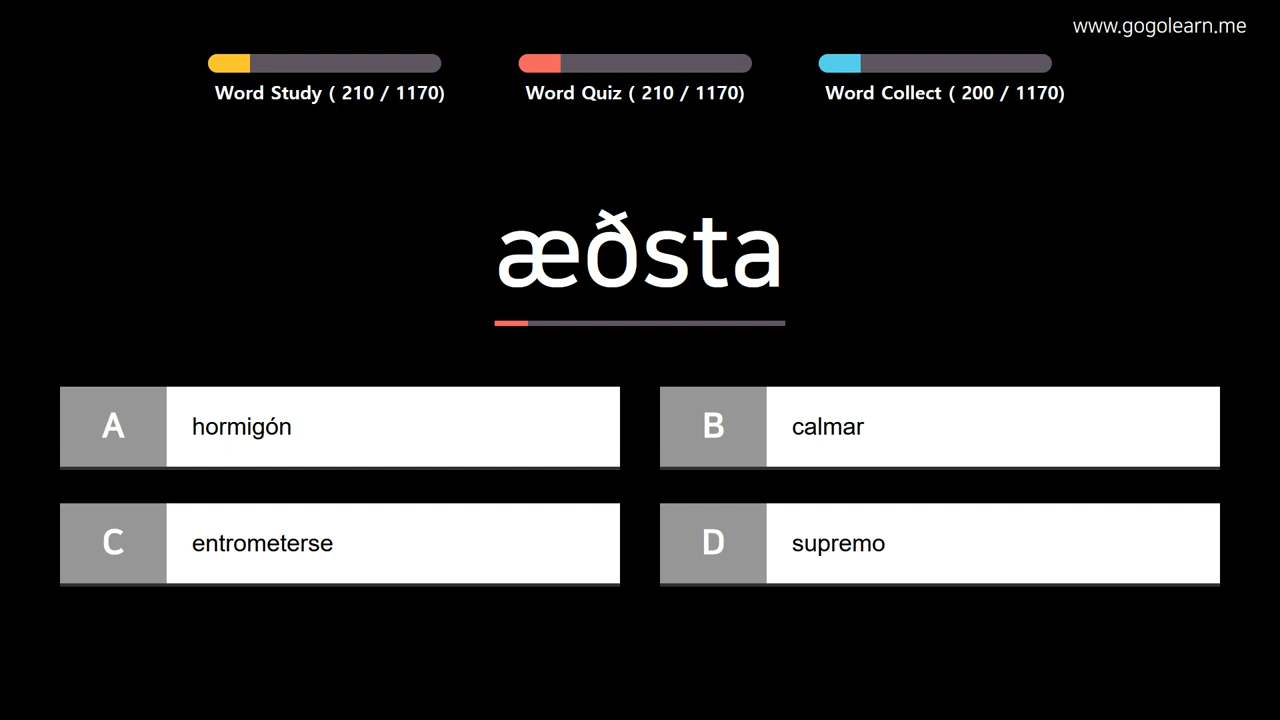 www.gogolearn.me
Word Study ( 210 / 1170)
Word Quiz ( 210 / 1170)
Word Collect ( 200 / 1170)
æðsta
A
hormigón
B
calmar
C
entrometerse
D
supremo